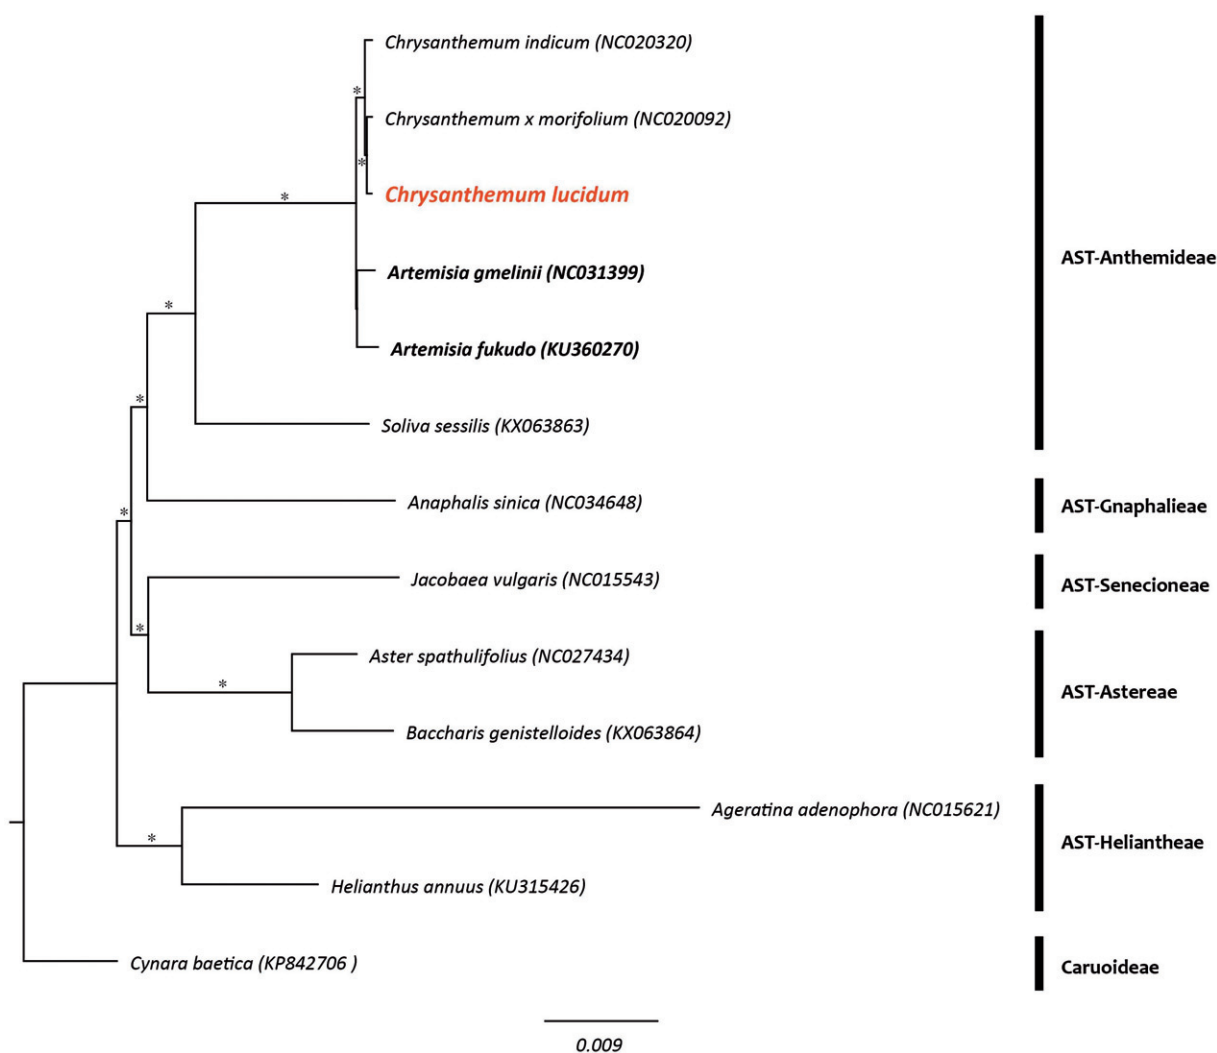 Chrysanthemum indicum (NC020320)
*
Chrysanthemum x morifolium (NC020092)
*
Chrysanthemum lucidum
*
AST-Anthemideae
Artemisia gmelinii (NC031399)
*
Artemisia fukudo (KU360270)
*
Soliva sessilis (KX063863)
Anaphalis sinica (NC034648)
AST-Gnaphalieae
*
Jacobaea vulgaris (NC015543)
AST-Senecioneae
*
Aster spathulifolius (NC027434)
*
AST-Astereae
Baccharis genistelloides (KX063864)
Ageratina adenophora (NC015621)
*
AST-Heliantheae
Helianthus annuus (KU315426)
Cynara baetica (KP842706 )
Caruoideae
0.009